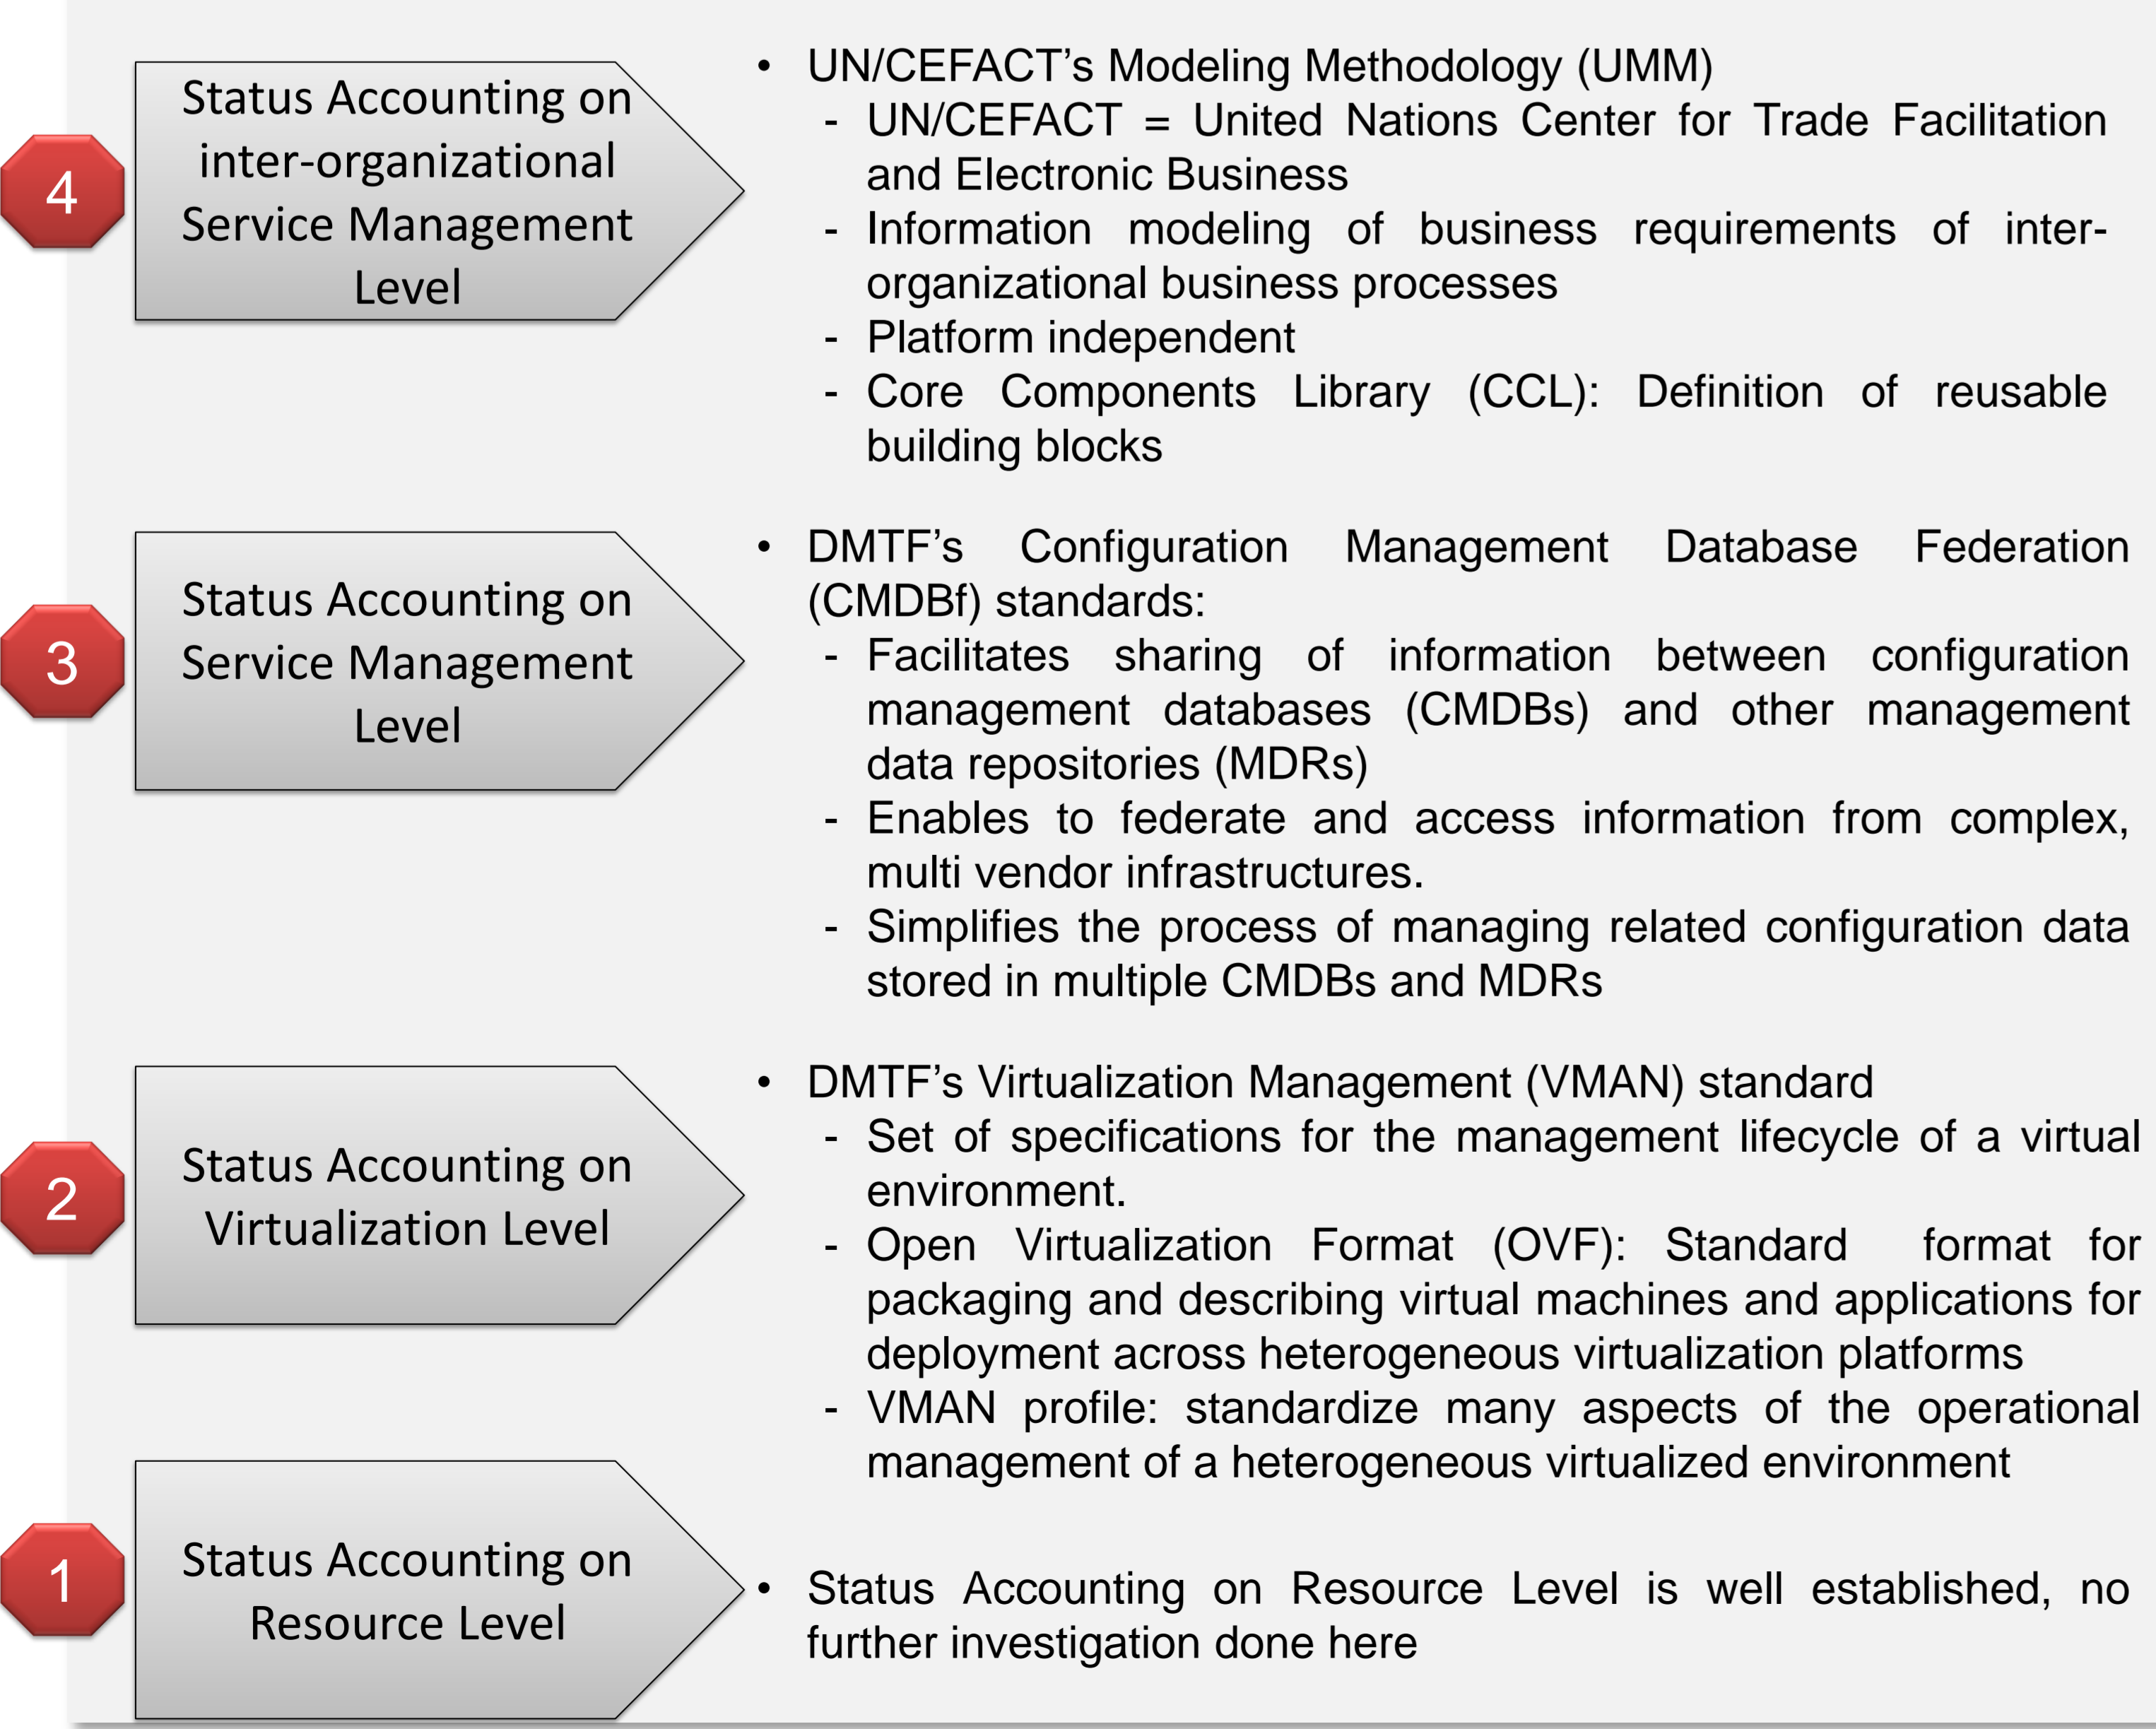 4
Status Accounting on
inter-organizational
Service Management
Level
• UN/CEFACT’s Modeling Methodology (UMM)
- UN/CEFACT = United Nations Center for Trade Facilitation
and Electronic Business
- Information modeling of business requirements of inter-
organizational business processes
- Platform independent
- Core Components Library (CCL): Definition of reusable
building blocks
3
Status Accounting on
Service Management
Level
• DMTF’s Configuration Management Database Federation
(CMDBf) standards:
- Facilitates sharing of information between configuration
management databases (CMDBs) and other management
data repositories (MDRs)
- Enables to federate and access information from complex,
multi vendor infrastructures.
- Simplifies the process of managing related configuration data
stored in multiple CMDBs and MDRs
2
Status Accounting on
Virtualization Level
• DMTF’s Virtualization Management (VMAN) standard
- Set of specifications for the management lifecycle of a virtual
environment.
- Open Virtualization Format (OVF): Standard format for
packaging and describing virtual machines and applications for
deployment across heterogeneous virtualization platforms
- VMAN profile: standardize many aspects of the operational
management of a heterogeneous virtualized environment
1
Status Accounting on
Resource Level
• Status Accounting on Resource Level is well established, no
further investigation done here